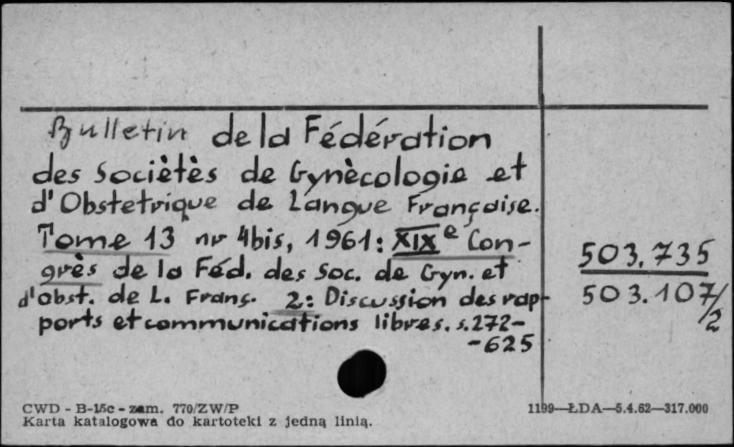 Bulletin de la Fédération
des Sociètès de Gynècologie et
d'Obstetrique de Langue Française.
Tome 13 nr 4bis, 1961: XIXe Con-
grès de la Féd. des Soc. de Gyn. et
d'obst. de L. Franç. 2: Discussion des rap-
ports et communications libres. s.272-
-625
503.735
503.107/2
CWD - B-15c - zam. 770/ZW/P
Karta katalogowa do kartoteki z jedną linią.
1199—ŁDA—5.4.62—317.000